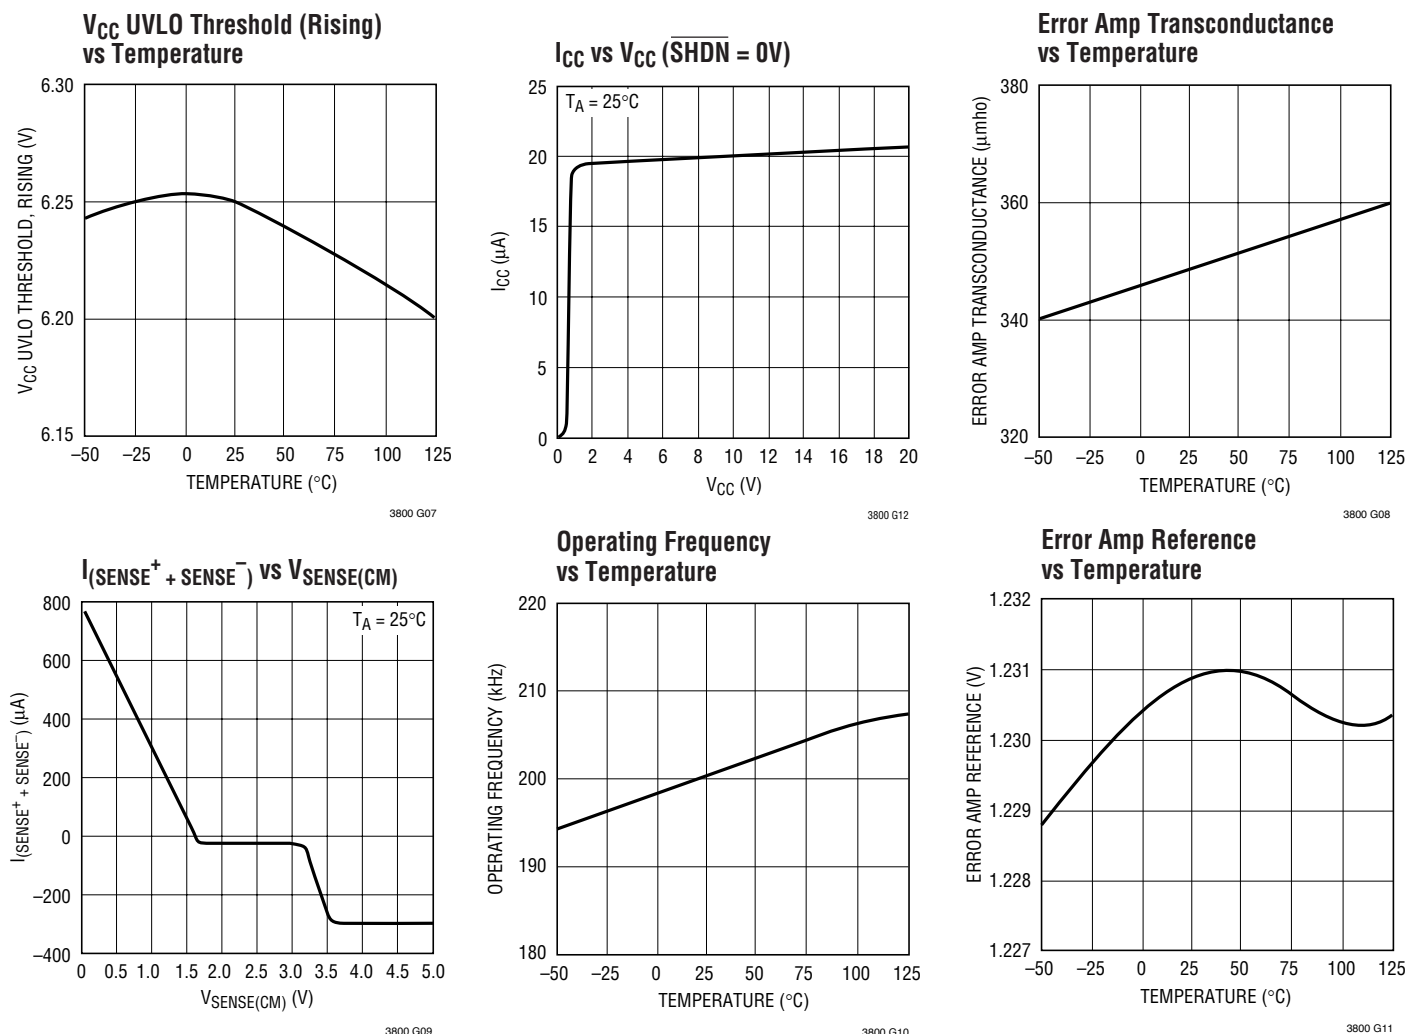 VCC UVLO Threshold (Rising)
vs Temperature
VCC UVLO THRESHOLD, RISING (V)
6.30
6.25
6.20
6.15
–50 –25 0 25 50 75 100 125
TEMPERATURE (°C)
3800 G07
ICC vs VCC (SHDN = 0V)
TA = 25°C
ICC (µA)
25
20
15
10
5
0
0 2 4 6 8 10 12 14 16 18 20
VCC (V)
3800 G12
Error Amp Transconductance
vs Temperature
ERROR AMP TRANSCONDUCTANCE (µmho)
380
360
340
320
–50 –25 0 25 50 75 100 125
TEMPERATURE (°C)
3800 G08
I(SENSE+ + SENSE–) vs VSENSE(CM)
TA = 25°C
I(SENSE+ + SENSE–) (µA)
800
600
400
200
0
–200
–400
0 0.5 1.0 1.5 2.0 2.5 3.0 3.5 4.0 4.5 5.0
VSENSE(CM) (V)
3800 G09
Operating Frequency
vs Temperature
OPERATING FREQUENCY (kHz)
220
210
200
190
180
–50 –25 0 25 50 75 100 125
TEMPERATURE (°C)
3800 G10
Error Amp Reference
vs Temperature
ERROR AMP REFERENCE (V)
1.232
1.231
1.230
1.229
1.228
1.227
–50 –25 0 25 50 75 100 125
TEMPERATURE (°C)
3800 G11